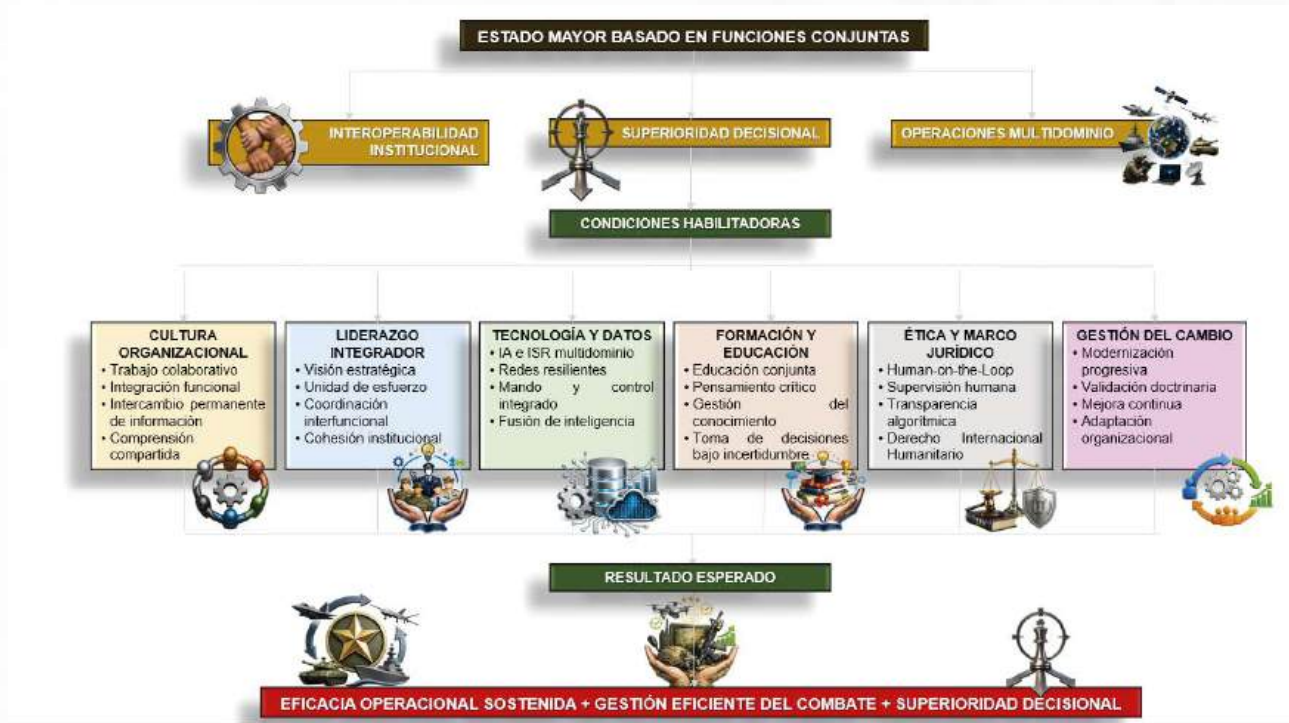 ESTADO MAYOR BASADO EN FUNCIONES CONJUNTAS
INTEROPERABILIDAD
INSTITUCIONAL
SUPERIORIDAD DECISIONAL
OPERACIONES MULTIDOMINIO
CONDICIONES HABILITADORAS
CULTURA
ORGANIZACIONAL
• Trabajo colaborativo
• Integración funcional
• Intercambio permanente
de información
• Comprensión
compartida
LIDERAZGO
INTEGRADOR
• Visión estratégica
• Unidad de esfuerzo
• Coordinación
interfuncional
• Cohesión institucional
TECNOLOGÍA Y DATOS
• IA e ISR multidominio
• Redes resilientes
• Mando y control
integrado
• Fusión de inteligencia
FORMACIÓN Y
EDUCACIÓN
• Educación conjunta
• Pensamiento crítico
• Gestión del
conocimiento
• Toma de decisiones
bajo incertidumbre
ÉTICA Y MARCO
JURÍDICO
• Human-on-the-Loop
• Supervisión humana
• Transparencia
algorítmica
• Derecho Internacional
Humanitario
GESTIÓN DEL CAMBIO
• Modernización
progresiva
• Validación doctrinaria
• Mejora continua
• Adaptación
organizacional
RESULTADO ESPERADO
EFICACIA OPERACIONAL SOSTENIDA + GESTIÓN EFICIENTE DEL COMBATE + SUPERIORIDAD DECISIONAL